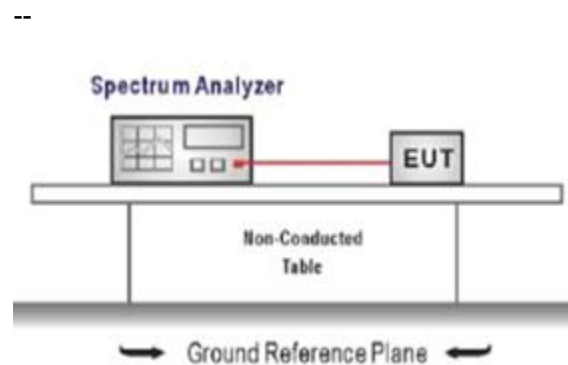 --
Spectrum Analyzer
EUT
Non-Conducted
Table
Ground Reference Plane